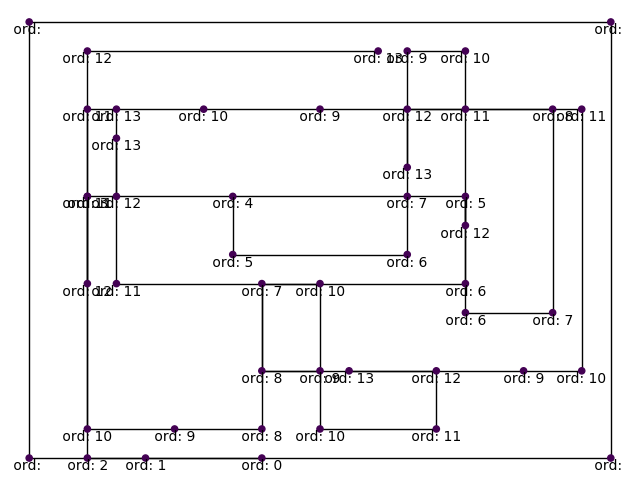 ord: ord:
ord: 12 ord: 13 ord: 9 ord: 10
ord: 11 ord: 13 ord: 10 ord: 9 ord: 12 ord: 11 ord: 8 ord: 11
ord: 13
ord: 13
ord: 12 ord: 4 ord: 7 ord: 5
ord: 12
ord: 5 ord: 6
ord: 12 ord: 11 ord: 7 ord: 10 ord: 6
ord: 6 ord: 7
ord: 8 ord: 9 ord: 13 ord: 12 ord: 9 ord: 10
ord: 10 ord: 9 ord: 8 ord: 10 ord: 11
ord: ord: 2 ord: 1 ord: 0 ord: